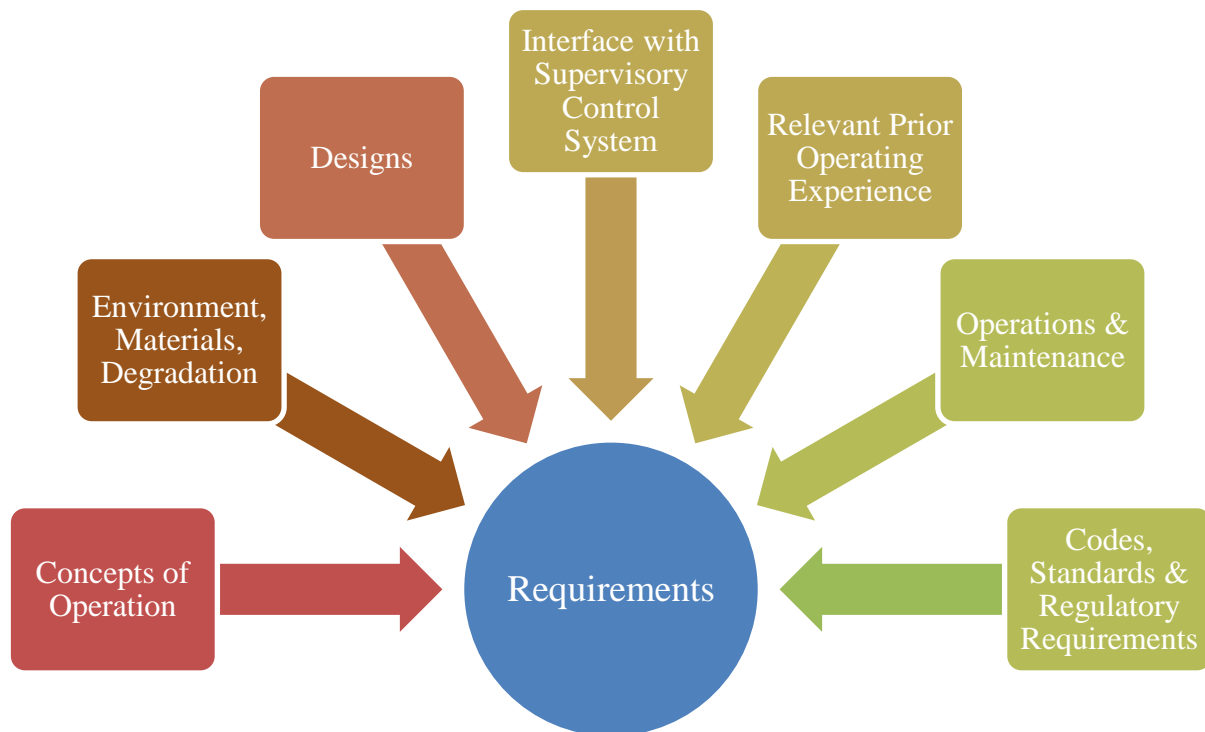 Interface with
Supervisory
Control
System
Designs
Relevant Prior
Operating
Experience
Environment,
Materials,
Degradation
Operations &
Maintenance
Concepts of
Operation
Requirements
Codes,
Standards &
Regulatory
Requirements